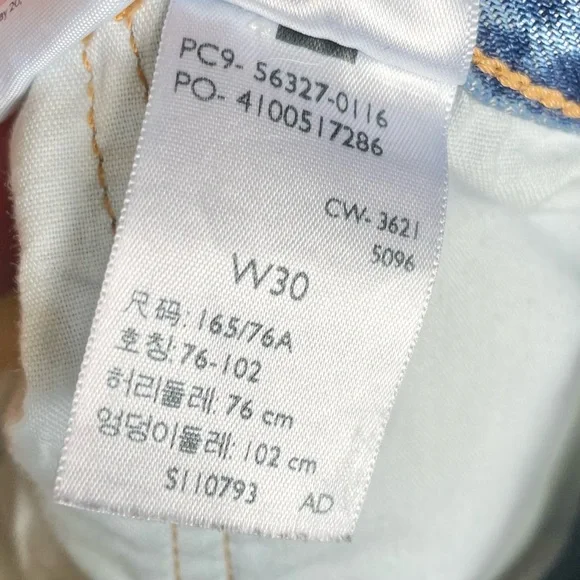 PC9- 56327-0116
PO- 4100517286
CW- 3621
5096
W30
尺码: 165/76A
호칭: 76-102
허리둘레: 76 cm
엉덩이둘레: 102 cm
S110793 AD